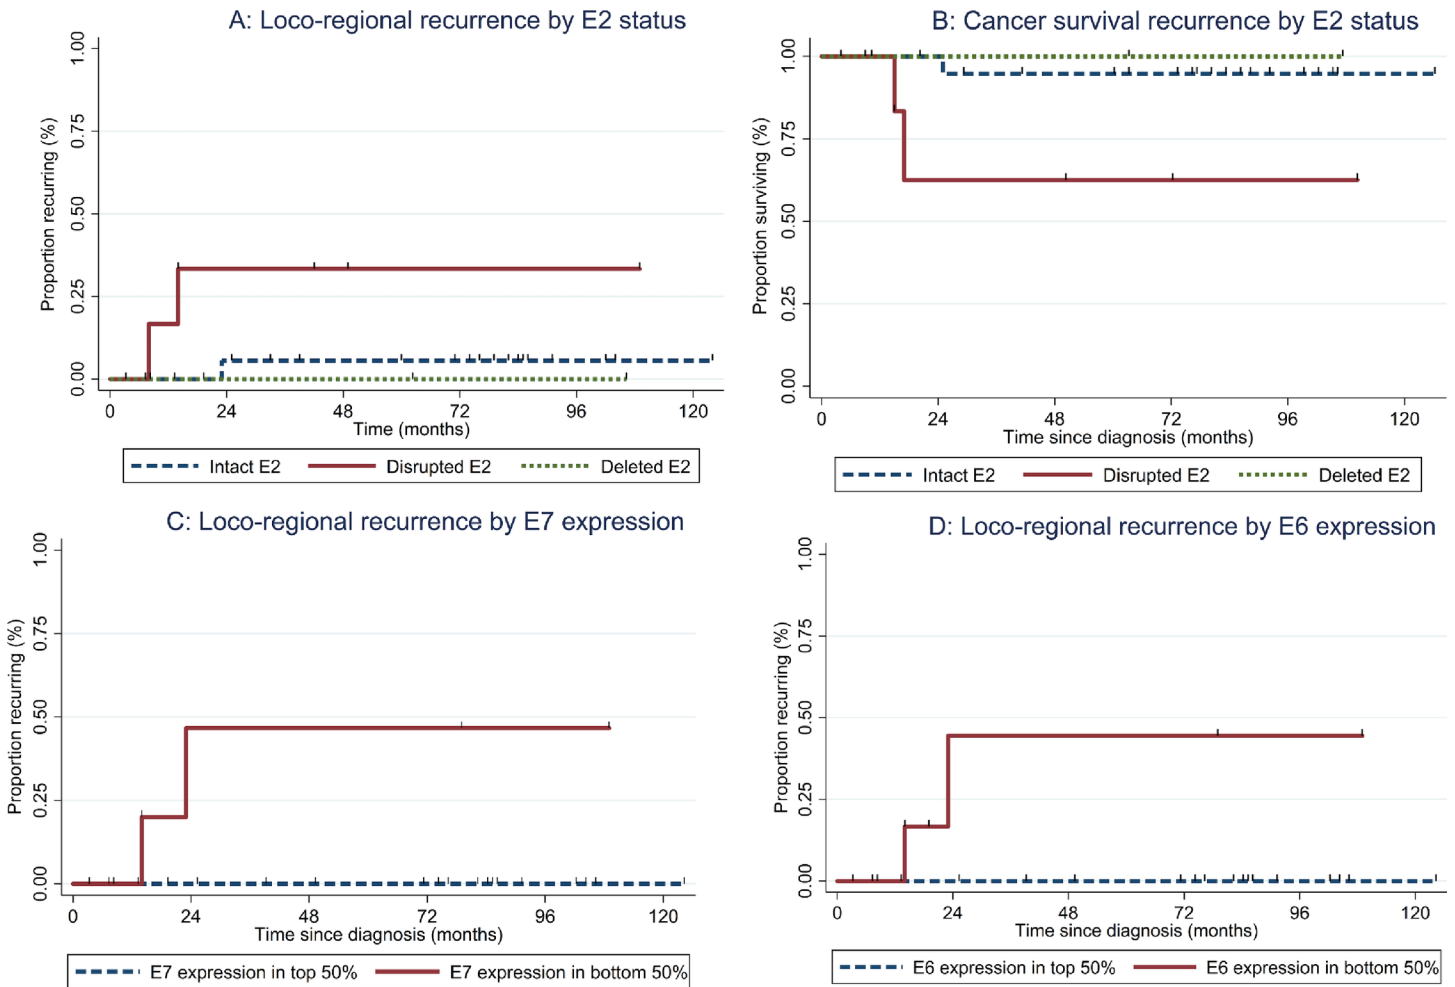 A: Loco-regional recurrence by E2 status
Proportion recurring (%)
1.00
0.75
0.50
0.25
0.00
0 24 48 72 96 120
Time (months)
Intact E2 Disrupted E2 Deleted E2
B: Cancer survival recurrence by E2 status
Proportion surviving (%)
1.00
0.75
0.50
0.25
0.00
0 24 48 72 96 120
Time since diagnosis (months)
Intact E2 Disrupted E2 Deleted E2
C: Loco-regional recurrence by E7 expression
Proportion recurring (%)
1.00
0.75
0.50
0.25
0.00
0 24 48 72 96 120
Time since diagnosis (months)
E7 expression in top 50% E7 expression in bottom 50%
D: Loco-regional recurrence by E6 expression
Proportion recurring (%)
1.00
0.75
0.50
0.25
0.00
0 24 48 72 96 120
Time since diagnosis (months)
E6 expression in top 50% E6 expression in bottom 50%